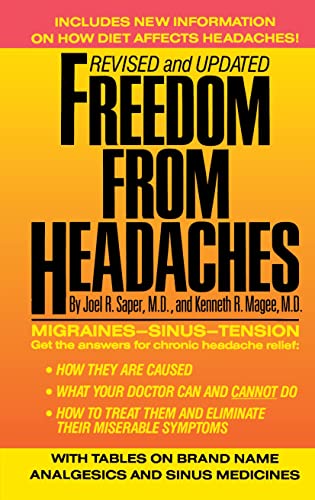 INCLUDES NEW INFORMATION
ON HOW DIET AFFECTS HEADACHES!
REVISED and UPDATED
FREEDOM
FROM
HEADACHES
By Joel R. Saper, M.D., and Kenneth R. Magee, M.D.
MIGRAINES–SINUS–TENSION
Get the answers for chronic headache relief:
• HOW THEY ARE CAUSED
• WHAT YOUR DOCTOR CAN AND CANNOT DO
• HOW TO TREAT THEM AND ELIMINATE
THEIR MISERABLE SYMPTOMS
WITH TABLES ON BRAND NAME
ANALGESICS AND SINUS MEDICINES